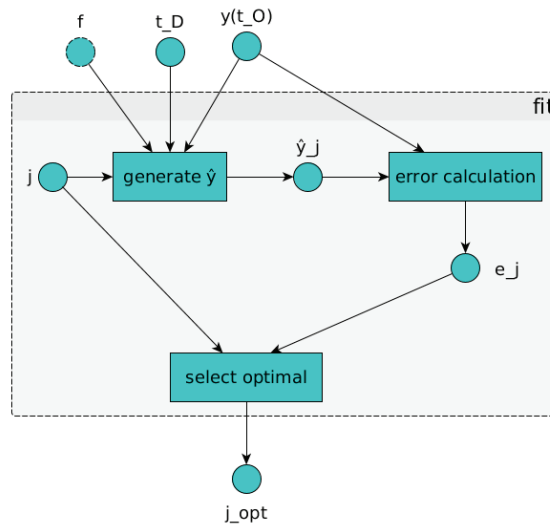 f
t_D
y(t_O)
fit
j
generate ŷ
ŷ_j
error calculation
e_j
select optimal
j_opt